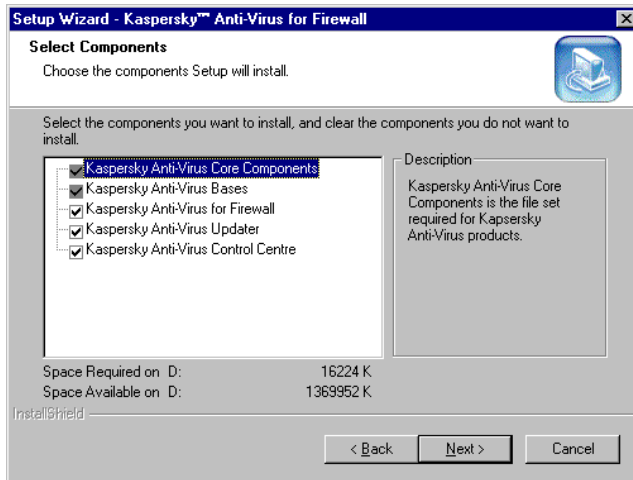 Setup Wizard - Kaspersky™ Anti-Virus for Firewall
Select Components
Choose the components Setup will install.
Select the components you want to install, and clear the components you do not want to
install.
Kaspersky Anti-Virus Core Components
Kaspersky Anti-Virus Bases
Kaspersky Anti-Virus for Firewall
Kaspersky Anti-Virus Updater
Kaspersky Anti-Virus Control Centre
Description
Kaspersky Anti-Virus Core
Components is the file set
required for Kapsersky
Anti-Virus products.
Space Required on D: 16224 K
Space Available on D: 1369952 K
InstallShield
< Back Next > Cancel